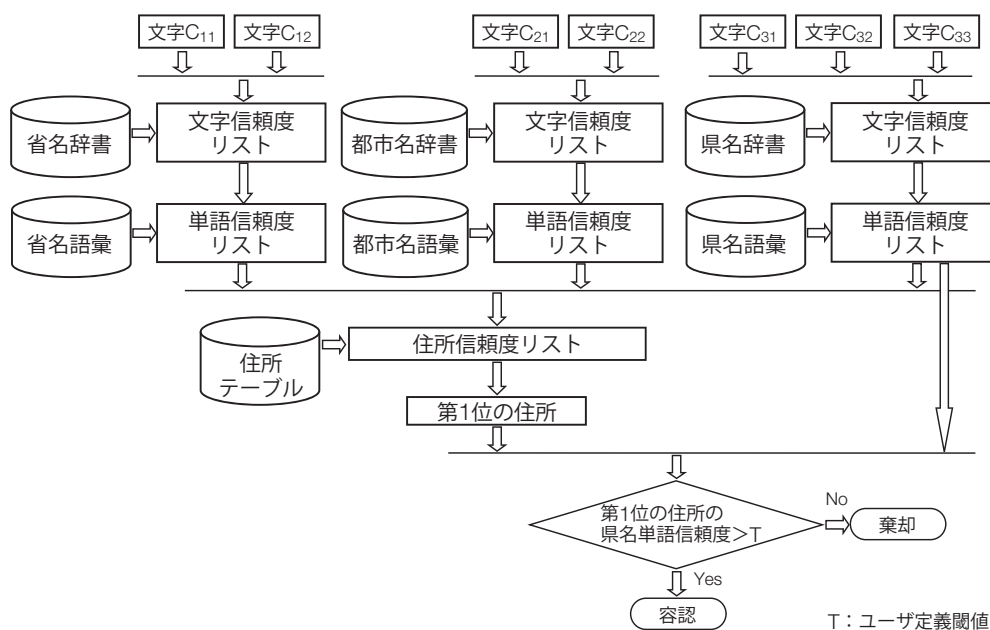 文字C11 文字C12 文字C21 文字C22 文字C31 文字C32 文字C33
省名辞書
文字信頼度
リスト
都市名辞書
文字信頼度
リスト
県名辞書
文字信頼度
リスト
省名語彙
単語信頼度
リスト
都市名語彙
単語信頼度
リスト
県名語彙
単語信頼度
リスト
住所
テーブル
住所信頼度リスト
第1位の住所
第1位の住所の
県名単語信頼度>T
No
棄却
Yes
容認
T：ユーザ定義閾値